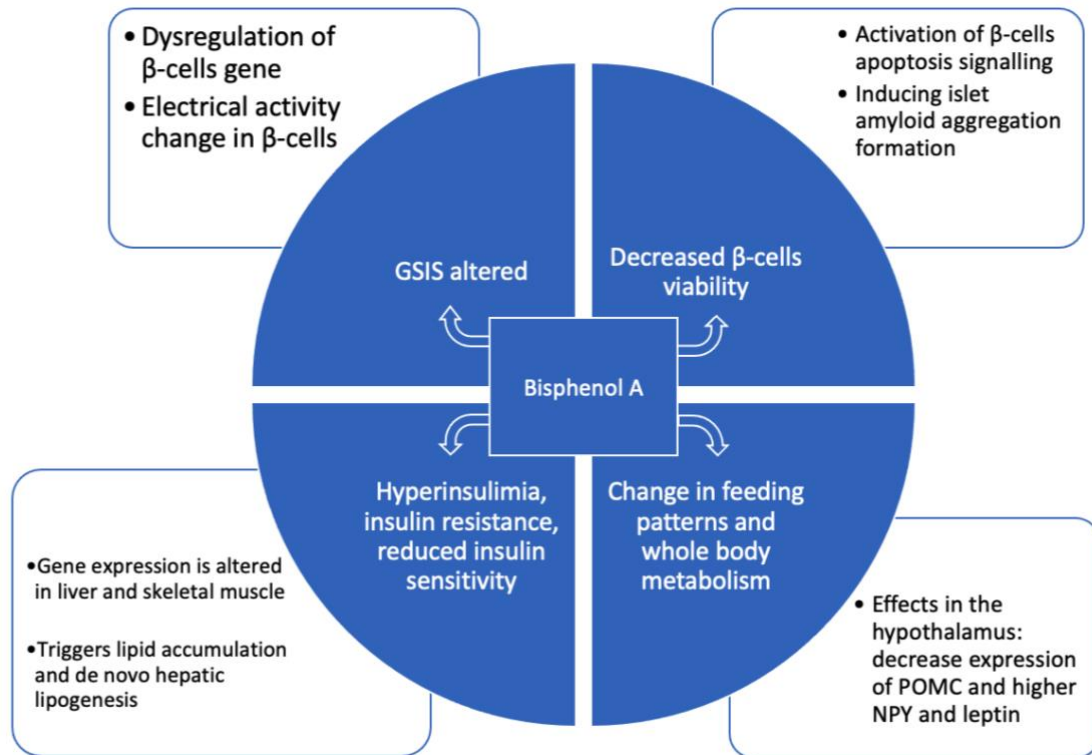 • Dysregulation of
β-cells gene
• Electrical activity
change in β-cells
• Activation of β-cells
apoptosis signalling
• Inducing islet
amyloid aggregation
formation
GSIS altered
Decreased β-cells
viability
Bisphenol A
Hyperinsulimia,
insulin resistance,
reduced insulin
sensitivity
Change in feeding
patterns and
whole body
metabolism
•Gene expression is altered
in liver and skeletal muscle
•Triggers lipid accumulation
and de novo hepatic
lipogenesis
• Effects in the
hypothalamus:
decrease expression
of POMC and higher
NPY and leptin